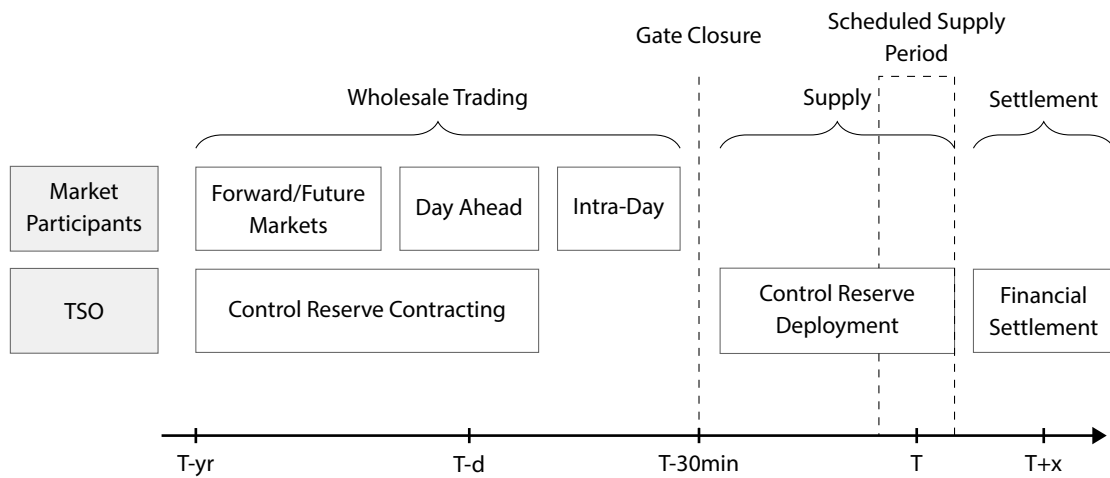 Gate Closure
Scheduled Supply
Period
Wholesale Trading
Supply
Settlement
Market
Participants
Forward/Future
Markets
Day Ahead
Intra-Day
TSO
Control Reserve Contracting
Control Reserve
Deployment
Financial
Settlement
T-yr
T-d
T-30min
T
T+x